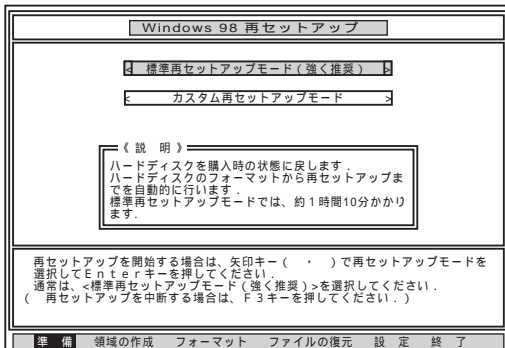 Windows 98 再セットアップ
< 標準再セットアップモード(強く推奨) >
< カスタム再セットアップモード >
《 説 明 》
ハードディスクを購入時の状態に戻します.
ハードディスクのフォーマットから再セットアップま
でを自動的に行います.
標準再セットアップモードでは、約1時間10分かかり
ます.
再セットアップを開始する場合は、矢印キー( ・ )で再セットアップモードを
選択してEnterキーを押してください.
通常は、<標準再セットアップモード(強く推奨)>を選択してください.
( 再セットアップを中断する場合は、F3キーを押してください.)
準 備 領域の作成 フォーマット ファイルの復元 設 定 終 了